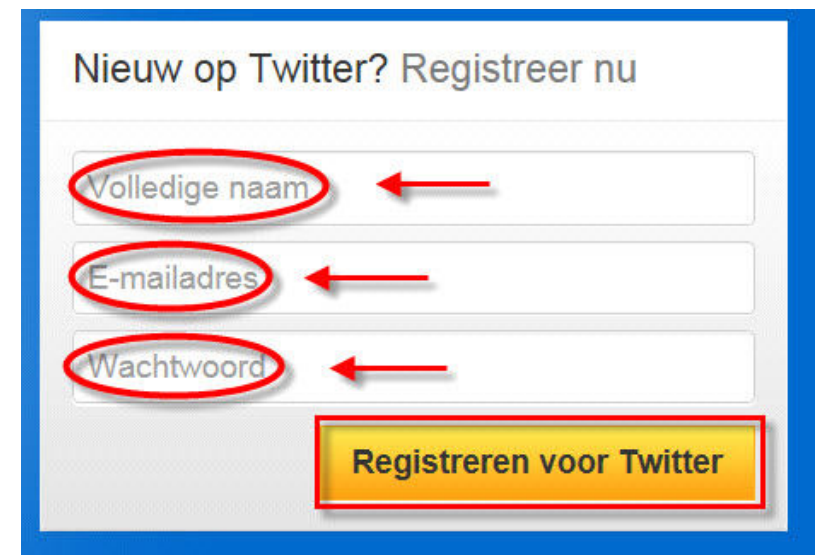 Nieuw op Twitter? Registreer nu
Volledige naam
E-mailadres
Wachtwoord
Registreren voor Twitter